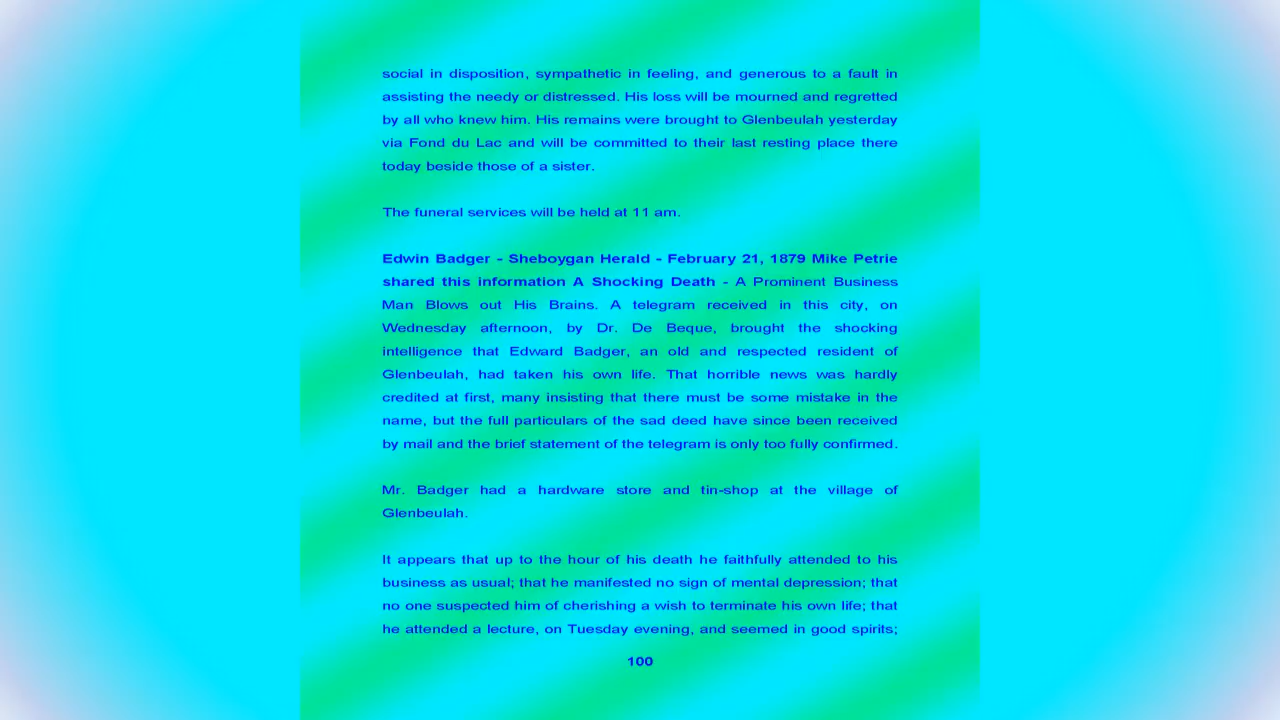 social in disposition, sympathetic in feeling, and generous to a fault in
assisting the needy or distressed. His loss will be mourned and regretted
by all who knew him. His remains were brought to Glenbeulah yesterday
via Fond du Lac and will be committed to their last resting place there
today beside those of a sister.
The funeral services will be held at 11 am.
Edwin Badger - Sheboygan Herald - February 21, 1879 Mike Petrie
shared this information A Shocking Death - A Prominent Business
Man Blows out His Brains. A telegram received in this city, on
Wednesday afternoon, by Dr. De Beque, brought the shocking
intelligence that Edward Badger, an old and respected resident of
Glenbeulah, had taken his own life. That horrible news was hardly
credited at first, many insisting that there must be some mistake in the
name, but the full particulars of the sad deed have since been received
by mail and the brief statement of the telegram is only too fully confirmed.
Mr. Badger had a hardware store and tin-shop at the village of
Glenbeulah.
It appears that up to the hour of his death he faithfully attended to his
business as usual; that he manifested no sign of mental depression; that
no one suspected him of cherishing a wish to terminate his own life; that
he attended a lecture, on Tuesday evening, and seemed in good spirits;
100